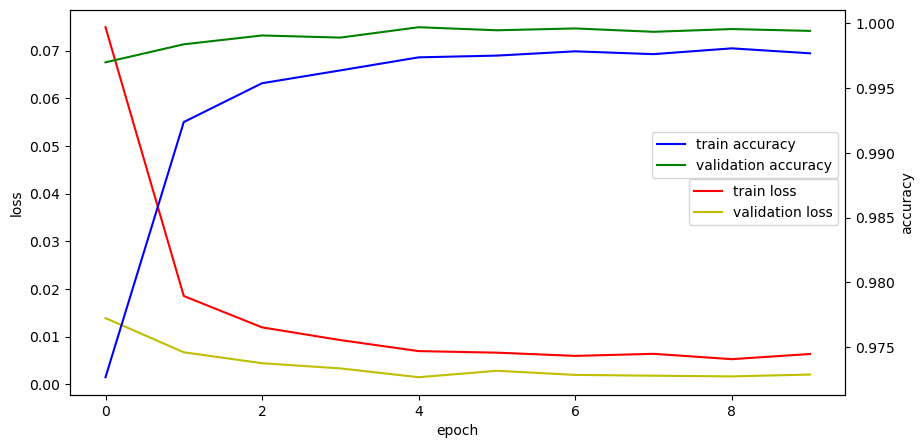 0.07
0.06
0.05
0.04
0.03
0.02
0.01
0.00
loss
1.000
0.995
0.990
0.985
0.980
0.975
accuracy
train accuracy
validation accuracy
train loss
validation loss
0 2 4 6 8
epoch